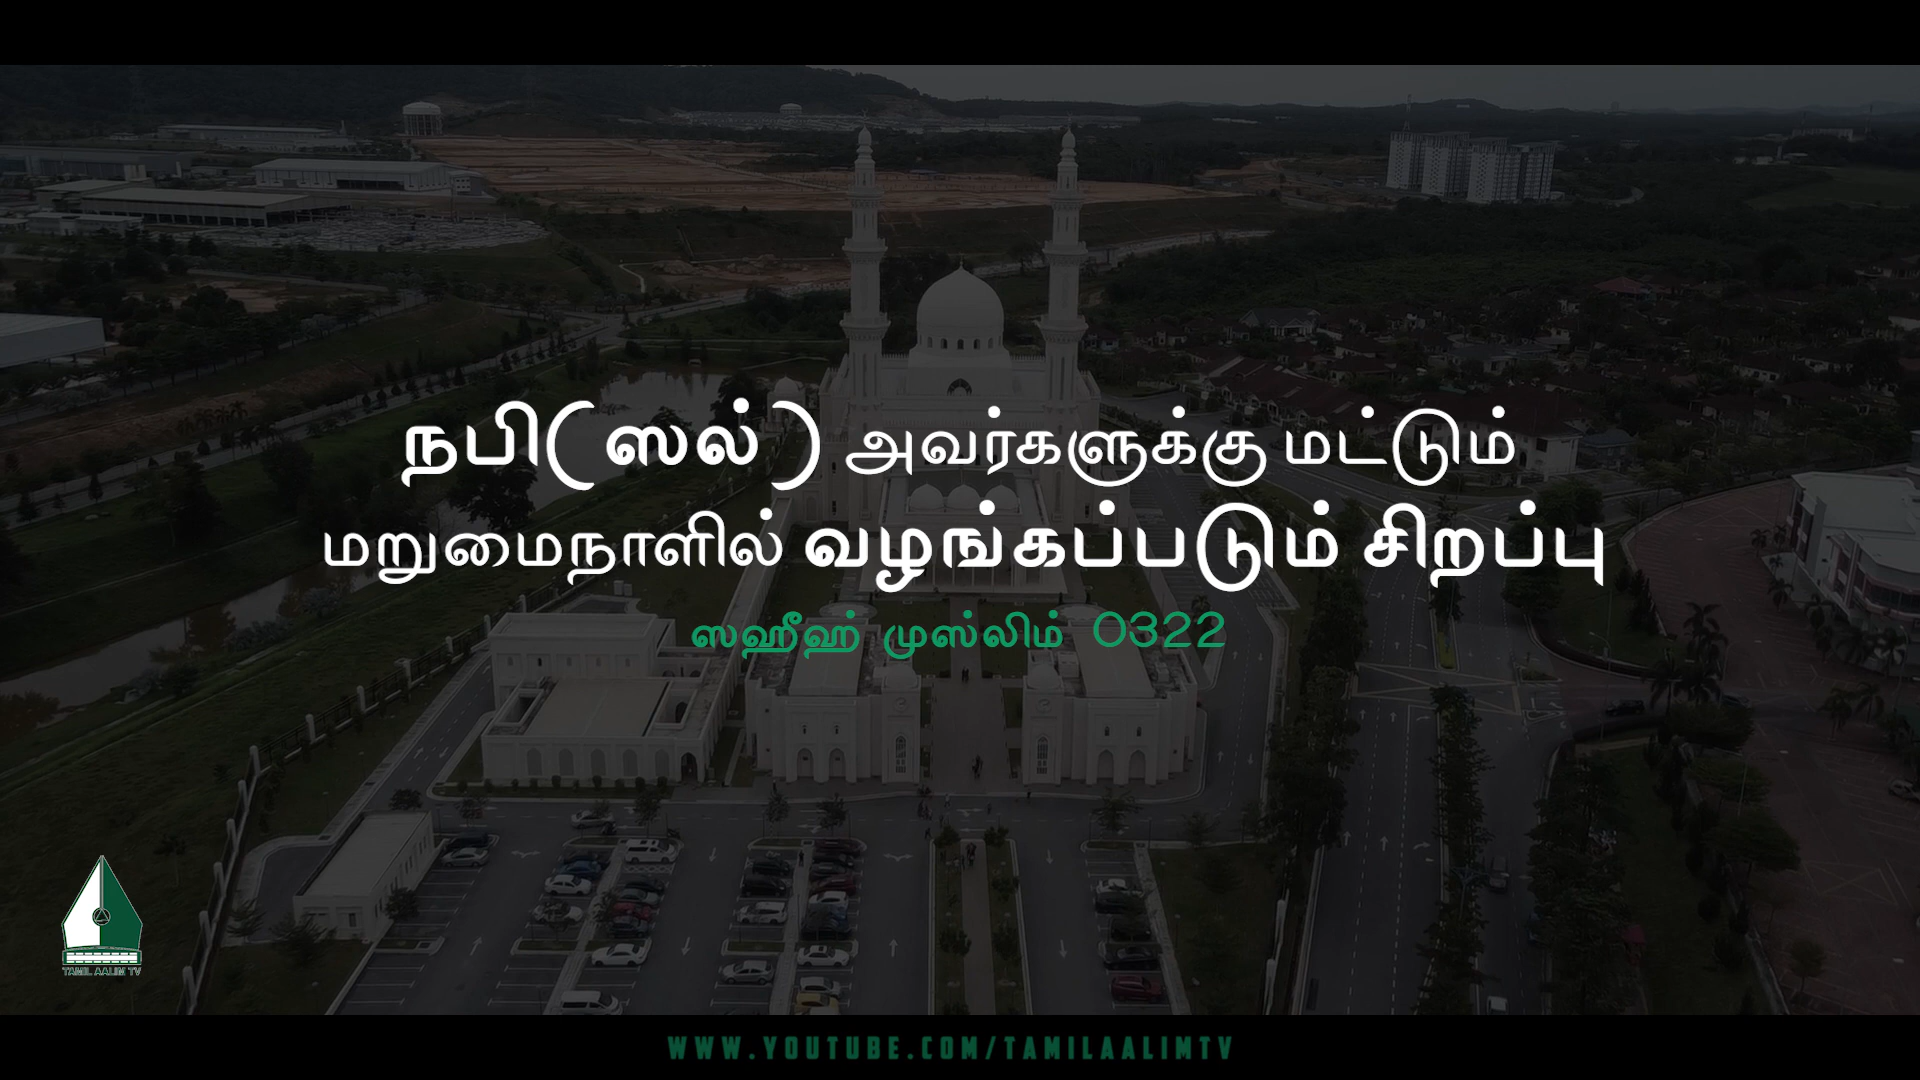 நபி(ஸல்) அவர்களுக்கு மட்டும்
மறுமைநாளில் வழங்கப்படும் சிறப்பு
ஸஹீஹ் முஸ்லிம் 0322
TAMIL AALIM TV
WWW.YOUTUBE.COM/TAMILAALIMTV